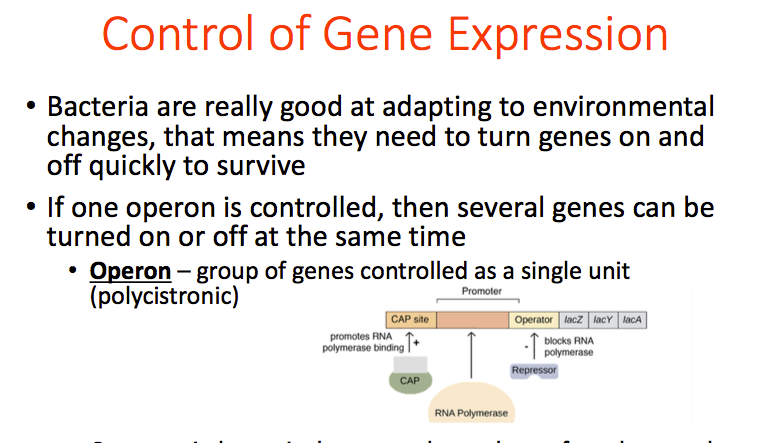 Control of Gene Expression
• Bacteria are really good at adapting to environmental
changes, that means they need to turn genes on and
off quickly to survive
• If one operon is controlled, then several genes can be
turned on or off at the same time
• Operon – group of genes controlled as a single unit
(polycistronic)
Promoter
CAP site
Operator lacZ lacY lacA
promotes RNA
polymerase binding
+
-
blocks RNA
polymerase
CAP
Repressor
RNA Polymerase